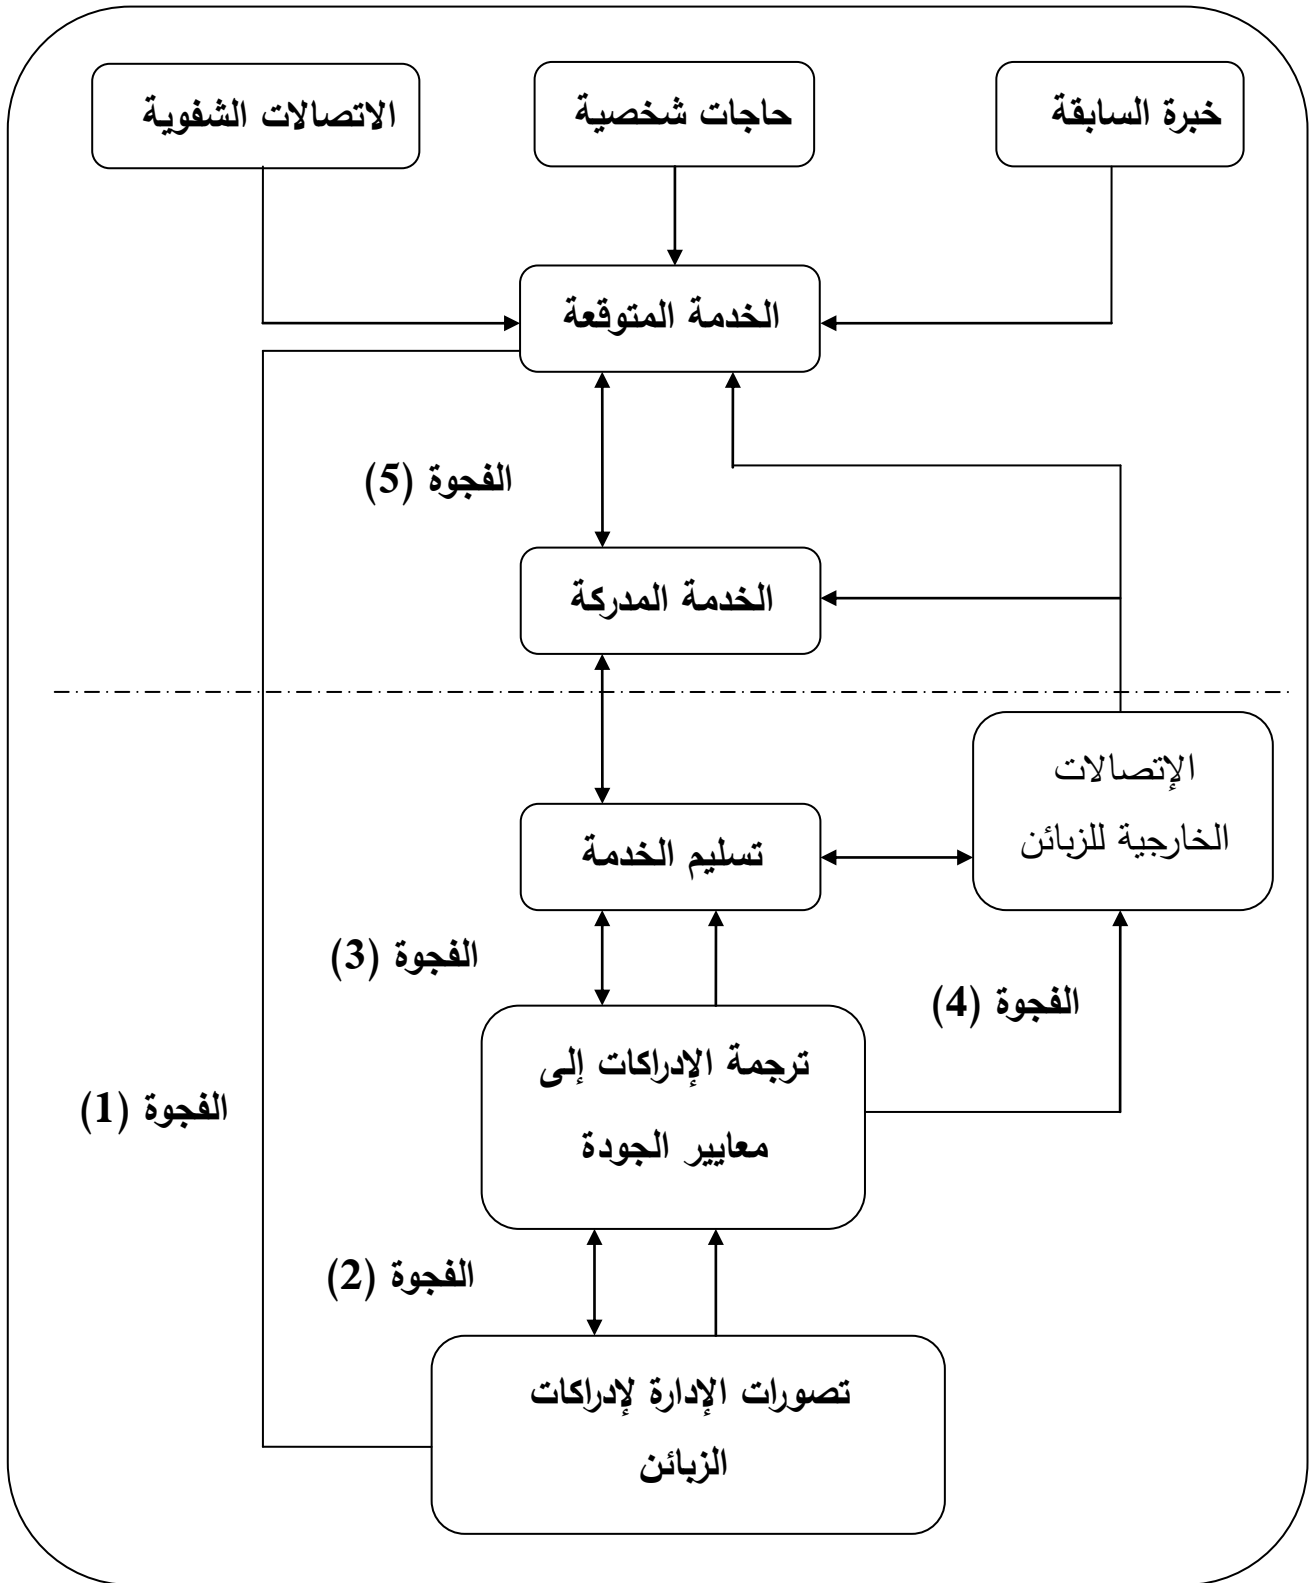 خبرة السابقة
حاجات شخصية
الاتصالات الشفوية
الخدمة المتوقعة
الفجوة (5)
الخدمة المدركة
الإتصالات
الخارجية للزبائن
تسليم الخدمة
الفجوة (3)
الفجوة (4)
ترجمة الإدراكات إلى
معايير الجودة
الفجوة (1)
الفجوة (2)
تصورات الإدارة لإدراكات
الزبائن